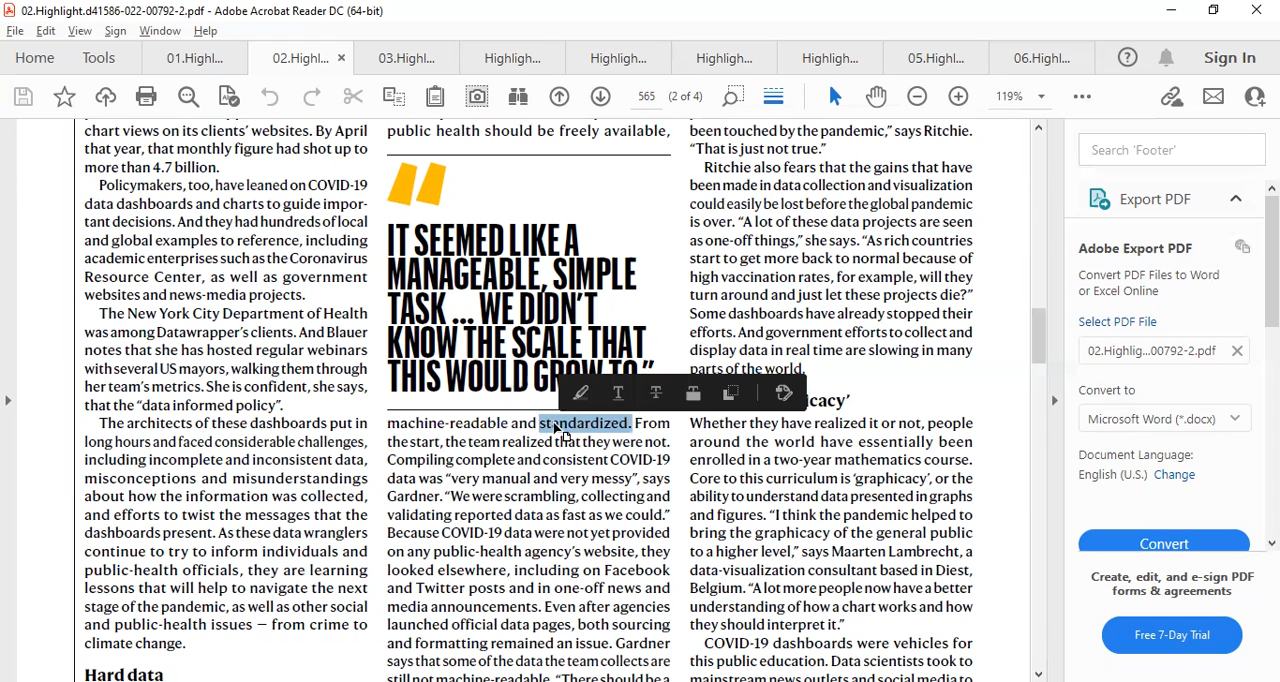 02.Highlight.d41586-022-00792-2.pdf - Adobe Acrobat Reader DC (64-bit)
File Edit View Sign Window Help
Home Tools 01.Highl... 02.Highl... × 03.Highl... Highligh... Highligh... Highligh... Highligh... 05.Highl... 06.Highl... Sign In
565 (2 of 4) 119%
chart views on its clients' websites. By April
that year, that monthly figure had shot up to
more than 4.7 billion.
Policymakers, too, have leaned on COVID-19
data dashboards and charts to guide impor-
tant decisions. And they had hundreds of local
and global examples to reference, including
academic enterprises such as the Coronavirus
Resource Center, as well as government
websites and news-media projects.
The New York City Department of Health
was among Datawrapper's clients. And Blauer
notes that she has hosted regular webinars
with several US mayors, walking them through
her team's metrics. She is confident, she says,
that the “data informed policy”.
The architects of these dashboards put in
long hours and faced considerable challenges,
including incomplete and inconsistent data,
misconceptions and misunderstandings
about how the information was collected,
and efforts to twist the messages that the
dashboards present. As these data wranglers
continue to try to inform individuals and
public-health officials, they are learning
lessons that will help to navigate the next
stage of the pandemic, as well as other social
and public-health issues — from crime to
climate change.
Hard data
public health should be freely available,
IT SEEMED LIKE A
MANAGEABLE, SIMPLE
TASK ... WE DIDN'T
KNOW THE SCALE THAT
THIS WOULD GROW TO.”
machine-readable and standardized. From
the start, the team realized that they were not.
Compiling complete and consistent COVID-19
data was “very manual and very messy”, says
Gardner. “We were scrambling, collecting and
validating reported data as fast as we could.”
Because COVID-19 data were not yet provided
on any public-health agency's website, they
looked elsewhere, including on Facebook
and Twitter posts and in one-off news and
media announcements. Even after agencies
launched official data pages, both sourcing
and formatting remained an issue. Gardner
says that some of the data the team collects are
still not machine-readable. “There should be a
been touched by the pandemic,” says Ritchie.
“That is just not true.”
Ritchie also fears that the gains that have
been made in data collection and visualization
could easily be lost before the global pandemic
is over. “A lot of these data projects are seen
as one-off things,” she says. “As rich countries
start to get more back to normal because of
high vaccination rates, for example, will they
turn around and just let these projects die?”
Some dashboards have already stopped their
efforts. And government efforts to collect and
display data in real time are slowing in many
parts of the world.
icacy’
Whether they have realized it or not, people
around the world have essentially been
enrolled in a two-year mathematics course.
Core to this curriculum is ‘graphicacy’, or the
ability to understand data presented in graphs
and figures. “I think the pandemic helped to
bring the graphicacy of the general public
to a higher level,” says Maarten Lambrecht, a
data-visualization consultant based in Diest,
Belgium. “A lot more people now have a better
understanding of how a chart works and how
they should interpret it.”
COVID-19 dashboards were vehicles for
this public education. Data scientists took to
mainstream news outlets and social media to
Search 'Footer'
Export PDF
Adobe Export PDF
Convert PDF Files to Word
or Excel Online
Select PDF File
02.Highlig...00792-2.pdf
Convert to
Microsoft Word (*.docx)
Document Language:
English (U.S.) Change
Convert
Create, edit, and e-sign PDF
forms & agreements
Free 7-Day Trial